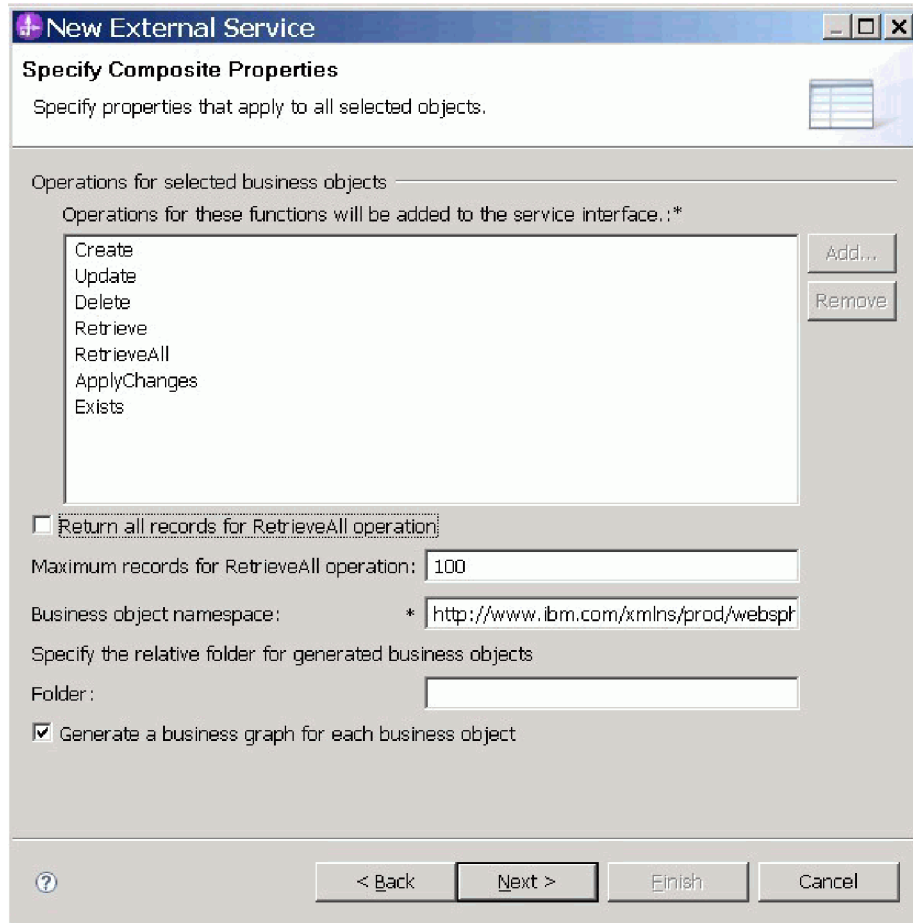 New External Service
Specify Composite Properties
Specify properties that apply to all selected objects.
Operations for selected business objects
Operations for these functions will be added to the service interface.:*
Create
Update
Delete
Retrieve
RetrieveAll
ApplyChanges
Exists
Add...
Remove
Return all records for RetrieveAll operation
Maximum records for RetrieveAll operation: 100
Business object namespace: * http://www.ibm.com/xmlns/prod/websph
Specify the relative folder for generated business objects
Folder:
Generate a business graph for each business object
? < Back Next > Finish Cancel